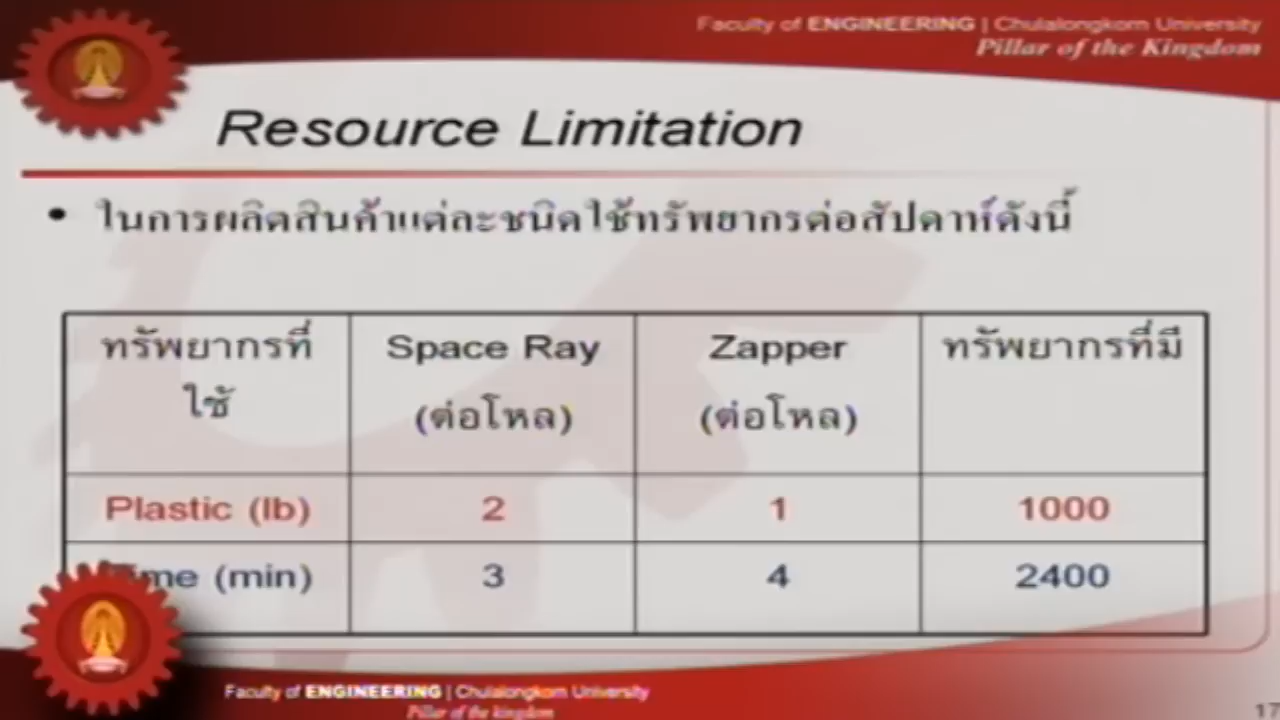 Faculty of ENGINEERING | Chulalongkorn University
Pillar of the Kingdom
Resource Limitation
• ในการผลิตสินค้าแต่ละชนิดใช้ทรัพยากรต่อสัปดาห์ดังนี้
ทรัพยากรที่ใช้ Space Ray (ต่อโหล) Zapper (ต่อโหล) ทรัพยากรที่มี
Plastic (lb) 2 1 1000
Time (min) 3 4 2400
Faculty of ENGINEERING | Chulalongkorn University
Pillar of the kingdom
17